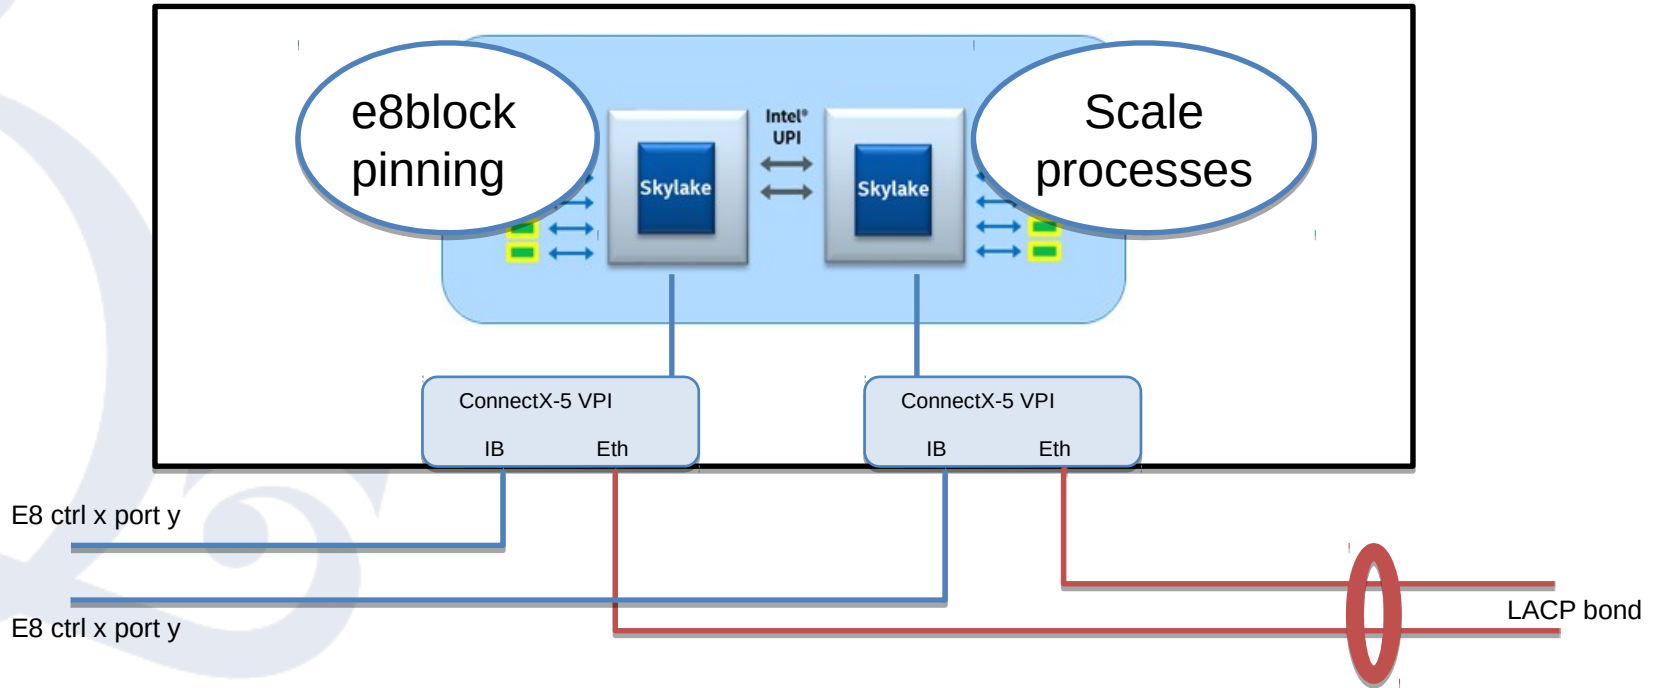 e8block
pinning
Scale
processes
Intel®
UPI
Skylake
Skylake
ConnectX-5 VPI
IB Eth
ConnectX-5 VPI
IB Eth
E8 ctrl x port y
E8 ctrl x port y
LACP bond